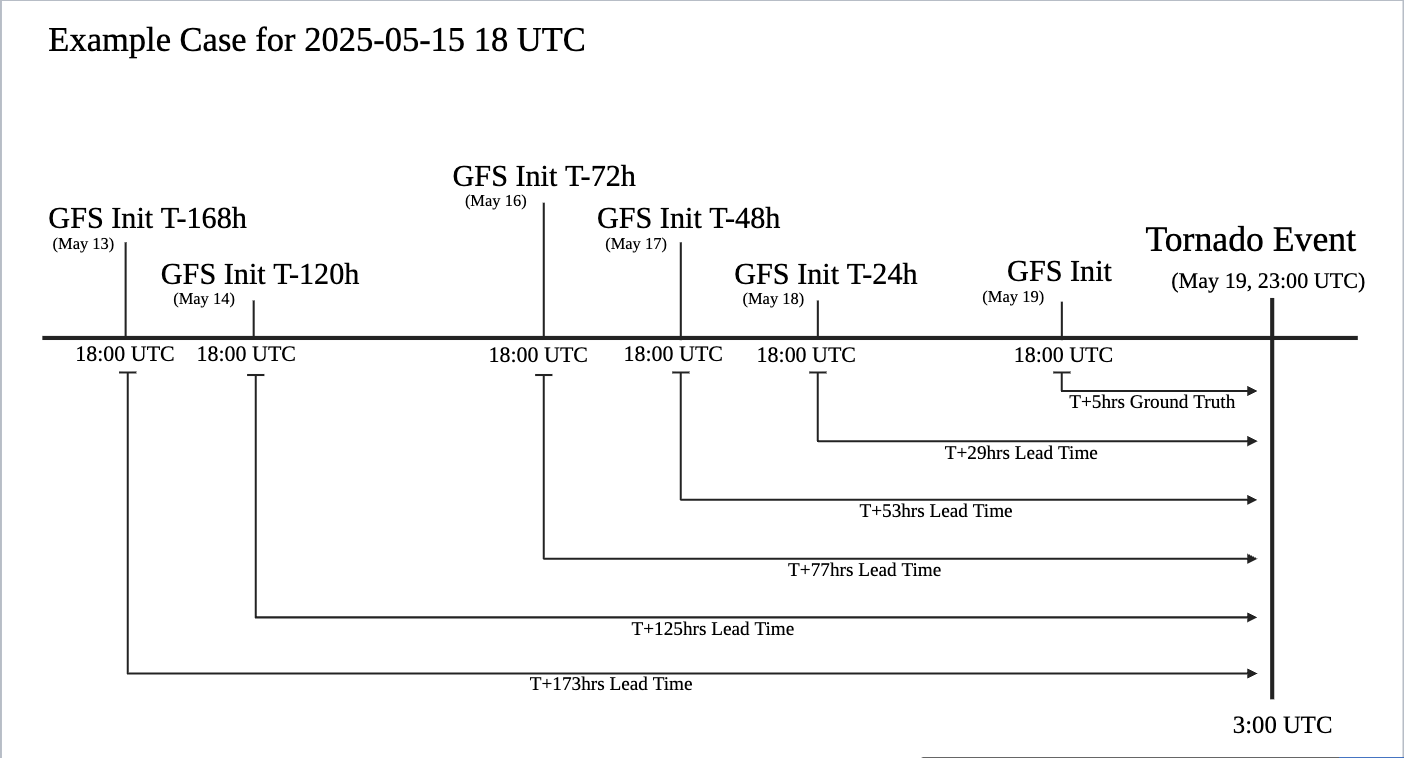 Example Case for 2025-05-15 18 UTC
GFS Init T-72h
(May 16)
GFS Init T-168h
(May 13)
GFS Init T-48h
(May 17)
Tornado Event
(May 19, 23:00 UTC)
GFS Init T-120h
(May 14)
GFS Init T-24h
(May 18)
GFS Init
(May 19)
18:00 UTC
18:00 UTC
18:00 UTC
18:00 UTC
18:00 UTC
18:00 UTC
T+5hrs Ground Truth
T+29hrs Lead Time
T+53hrs Lead Time
T+77hrs Lead Time
T+125hrs Lead Time
T+173hrs Lead Time
3:00 UTC